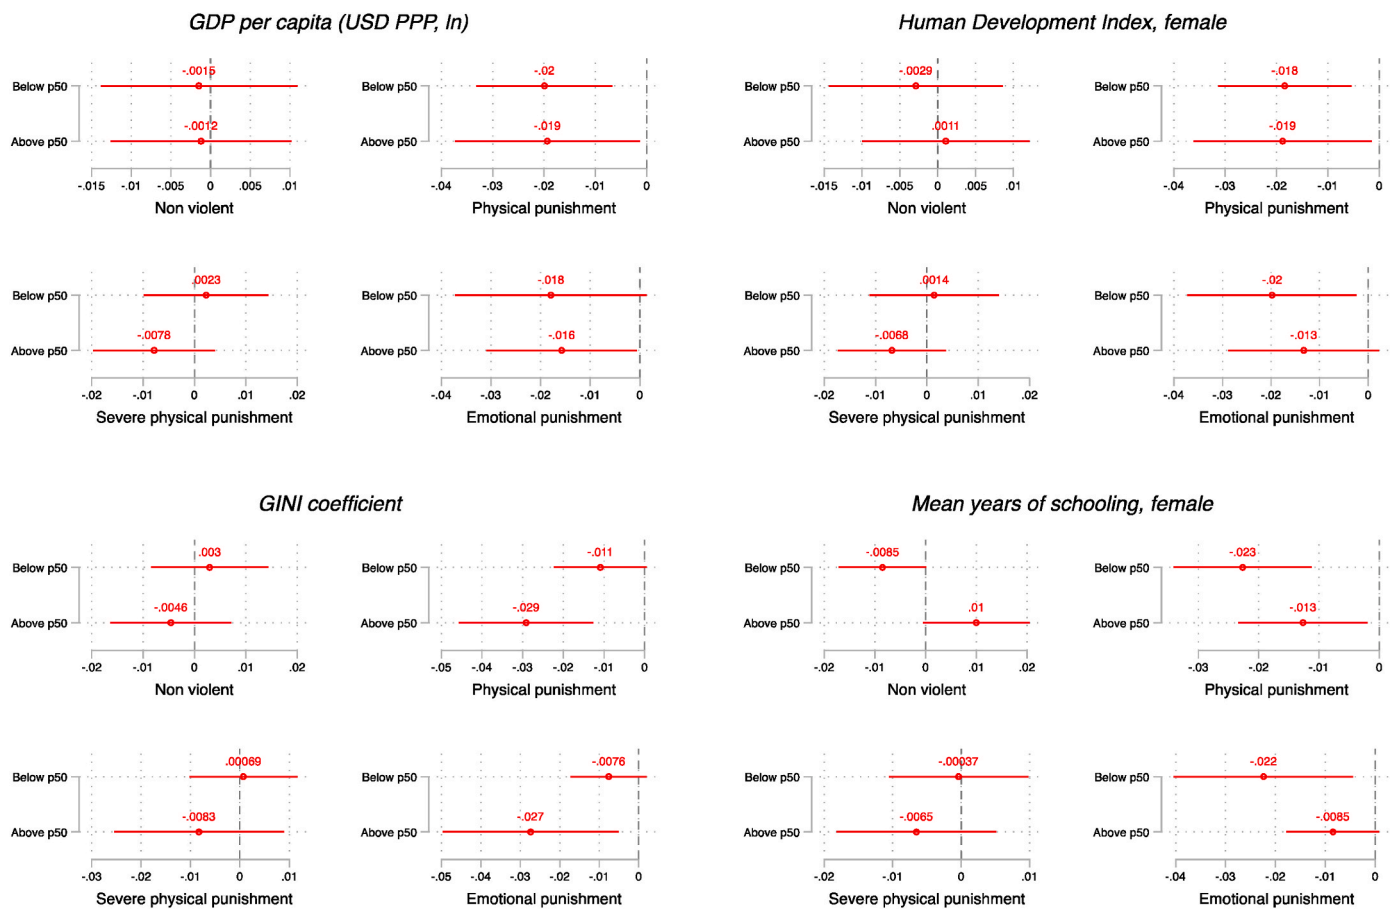 GDP per capita (USD PPP, ln)
Below p50
-.0015
Above p50
-.0012
-.015 -.01 -.005 0 .005 .01
Non violent
Below p50
-.02
Above p50
-.019
-.04 -.03 -.02 -.01 0
Physical punishment
Below p50
.0023
Above p50
-.0078
-.02 -.01 0 .01 .02
Severe physical punishment
Below p50
-.018
Above p50
-.016
-.04 -.03 -.02 -.01 0
Emotional punishment
Human Development Index, female
Below p50
-.0029
Above p50
.0011
-.015 -.01 -.005 0 .005 .01
Non violent
Below p50
-.018
Above p50
-.019
-.04 -.03 -.02 -.01 0
Physical punishment
Below p50
.0014
Above p50
-.0068
-.02 -.01 0 .01 .02
Severe physical punishment
Below p50
-.02
Above p50
-.013
-.04 -.03 -.02 -.01 0
Emotional punishment
GINI coefficient
Below p50
.003
Above p50
-.0046
-.02 -.01 0 .01 .02
Non violent
Below p50
-.011
Above p50
-.029
-.05 -.04 -.03 -.02 -.01 0
Physical punishment
Below p50
.00069
Above p50
-.0083
-.03 -.02 -.01 0 .01
Severe physical punishment
Below p50
-.0076
Above p50
-.027
-.05 -.04 -.03 -.02 -.01 0
Emotional punishment
Mean years of schooling, female
Below p50
-.0085
Above p50
.01
-.02 -.01 0 .01 .02
Non violent
Below p50
-.023
Above p50
-.013
-.03 -.02 -.01 0
Physical punishment
Below p50
-.00037
Above p50
-.0065
-.02 -.01 0 .01
Severe physical punishment
Below p50
-.022
Above p50
-.0085
-.04 -.03 -.02 -.01 0
Emotional punishment